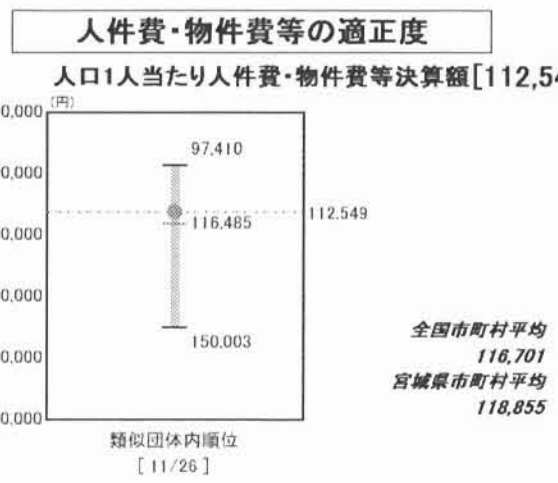 人件費・物件費等の適正度
人口1人当たり人件費・物件費等決算額[112,54
(円)
0,000
0,000
0,000
0,000
0,000
0,000
97,410
116,485
112,549
150,003
全国市町村平均
116,701
宮城県市町村平均
118,855
類似団体内順位
[ 11/26 ]